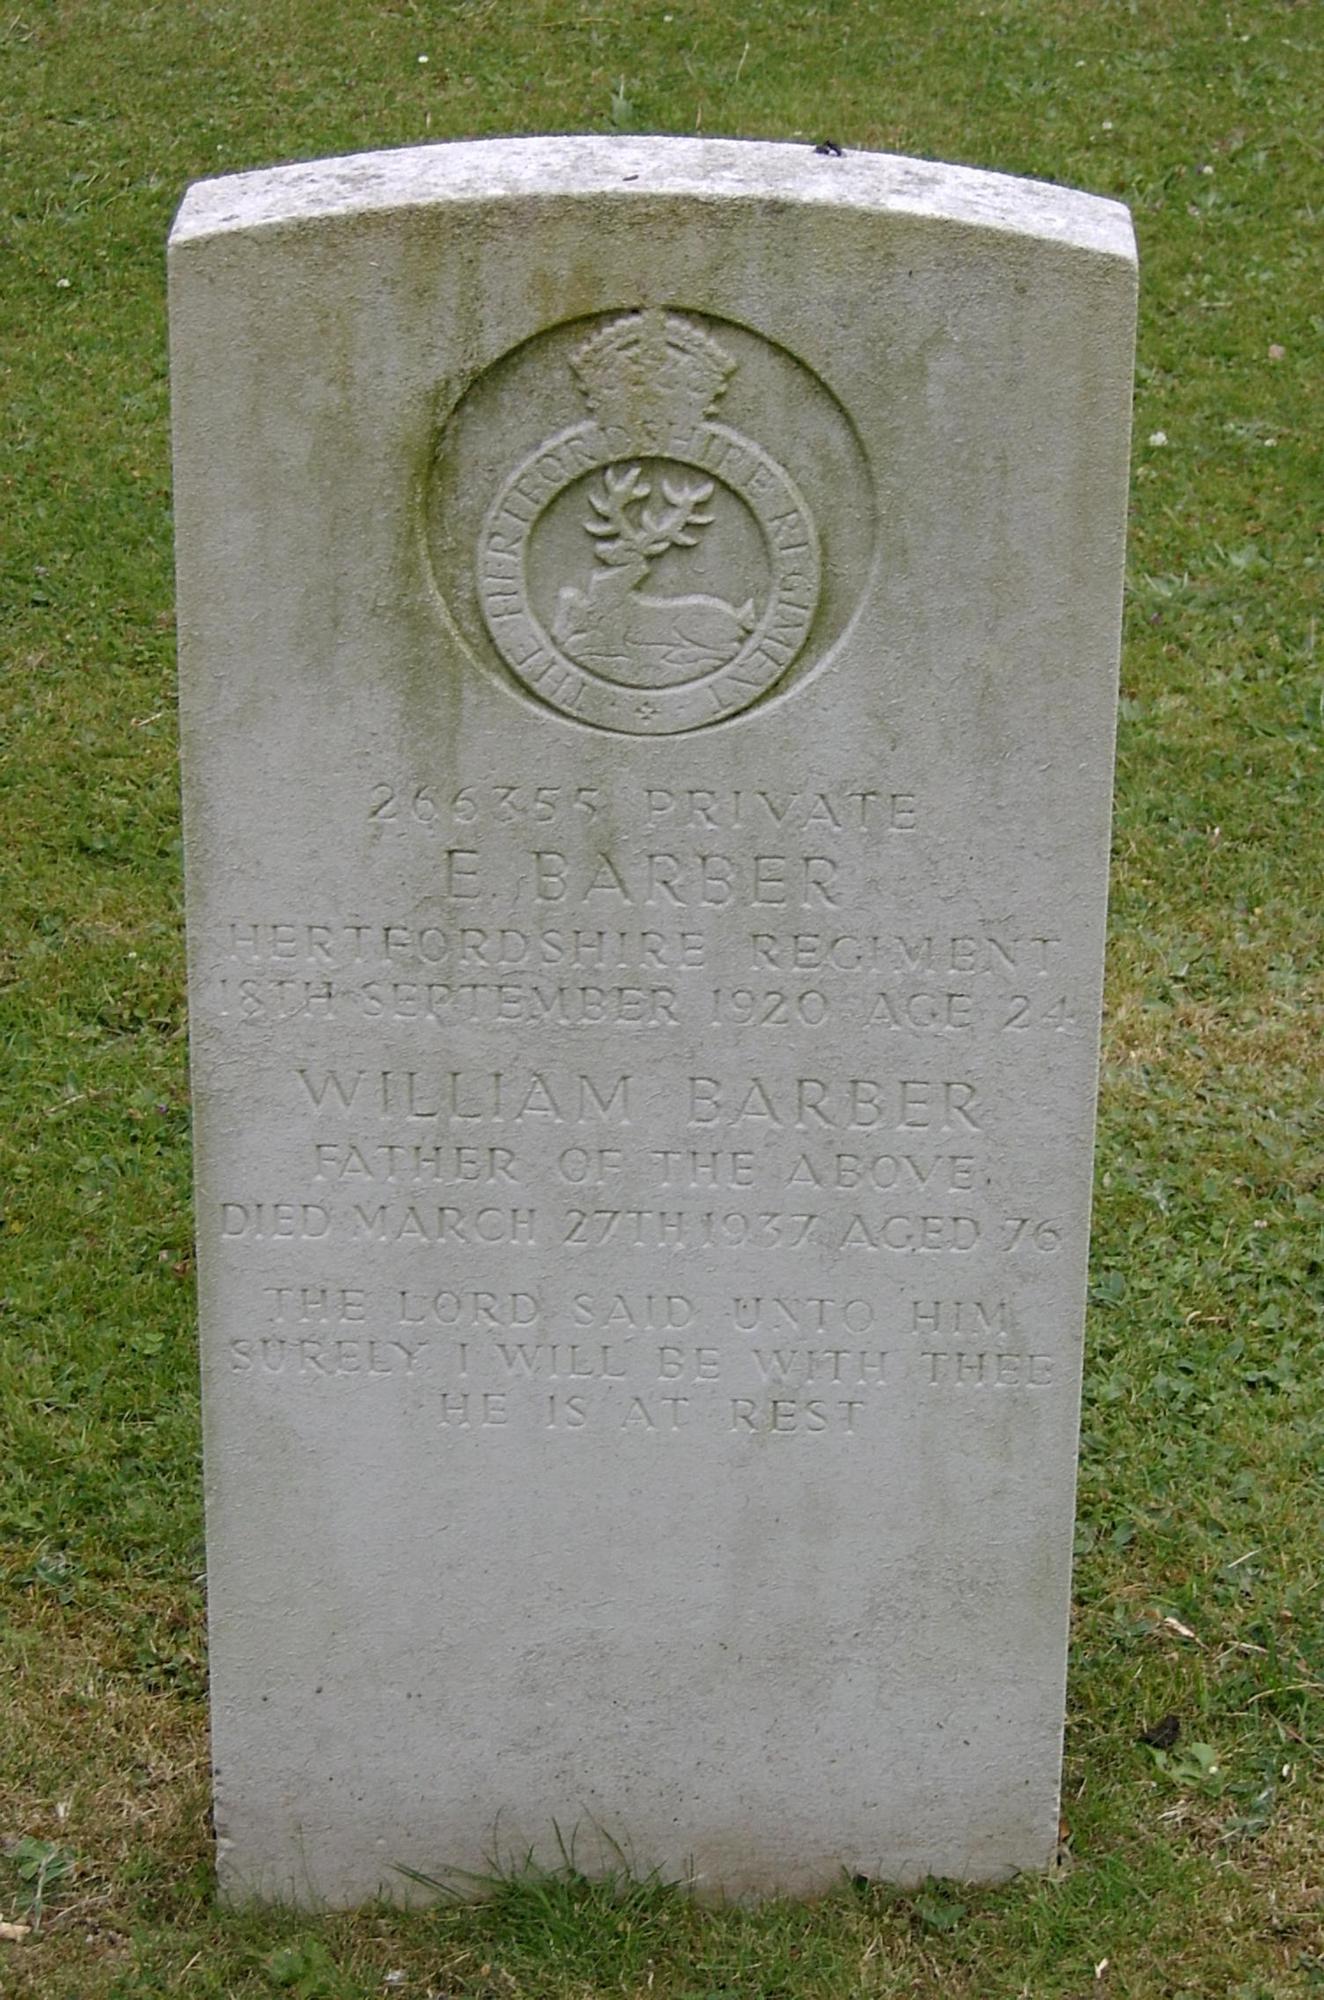 THE HERTFORDSHIRE REGIMENT
266355 PRIVATE
E. BARBER
HERTFORDSHIRE REGIMENT
18TH SEPTEMBER 1920 AGE 24
WILLIAM BARBER
FATHER OF THE ABOVE
DIED MARCH 27TH 1937 AGED 76
THE LORD SAID UNTO HIM
SURELY I WILL BE WITH THEE
HE IS AT REST